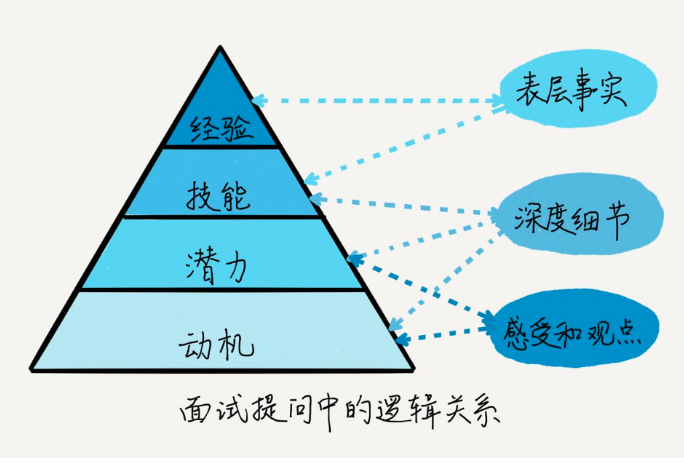 经验
表层事实
技能
深度细节
潜力
感受和观点
动机
面试提问中的逻辑关系